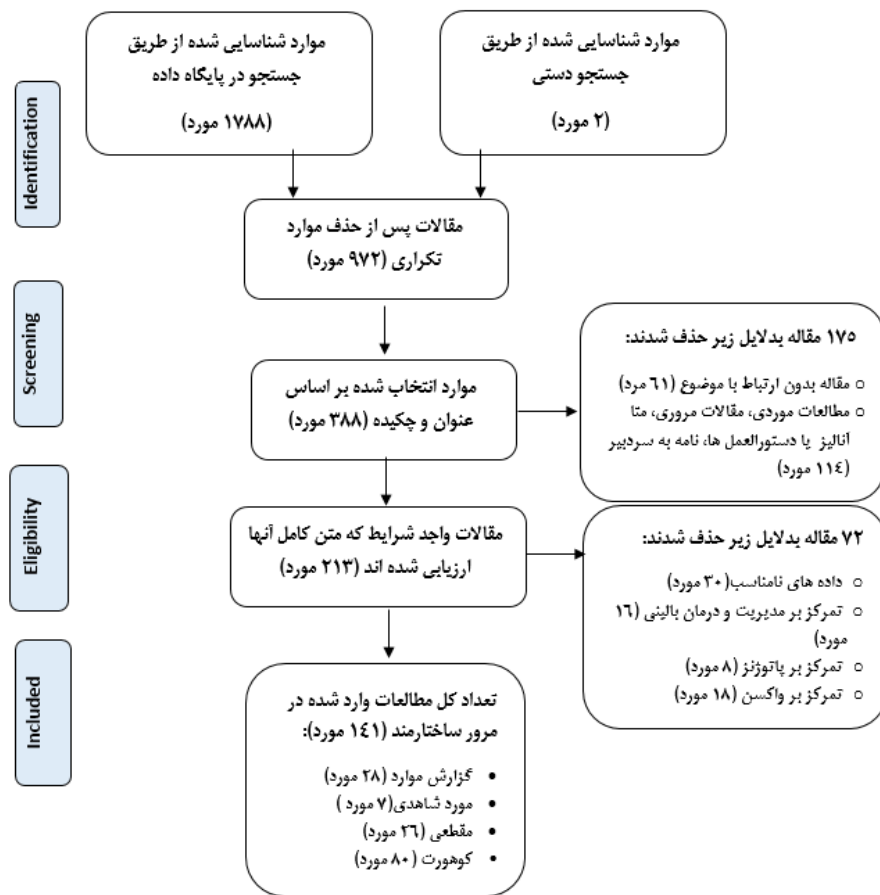 موارد شناسایی شده از طریق
جستجو در پایگاه داده
(۱۷۸۸ مورد)
موارد شناسایی شده از طریق
جستجو دستی
(۲ مورد)
Identification
مقالات پس از حذف موارد
تکراری (۹۷۲ مورد)
Screening
موارد انتخاب شده بر اساس
عنوان و چکیده (۳۸۸ مورد)
۱۷۵ مقاله بدلایل زیر حذف شدند:
○ مقاله بدون ارتباط با موضوع (٦۱ مرد)
○ مطالعات موردی، مقالات مروری، متا
آنالیز یا دستورالعمل ها، نامه به سردبیر
(۱۱٤ مورد)
Eligibility
مقالات واجد شرایط که متن کامل آنها
ارزیابی شده اند (۲۱۳ مورد)
۷۲ مقاله بدلایل زیر حذف شدند:
○ داده های نامناسب(۳۰ مورد)
○ تمرکز بر مدیریت و درمان بالینی (۱٦
مورد)
○ تمرکز بر پاتوژنز (۸ مورد)
○ تمرکز بر واکسن (۱۸ مورد)
Included
تعداد کل مطالعات وارد شده در
مرور ساختارمند (۱٤۱ مورد):
• گزارش موارد (۲۸ مورد)
• مورد شاهدی(۷ مورد )
• مقطعی (۲٦ مورد)
• کوهورت (۸۰ مورد)